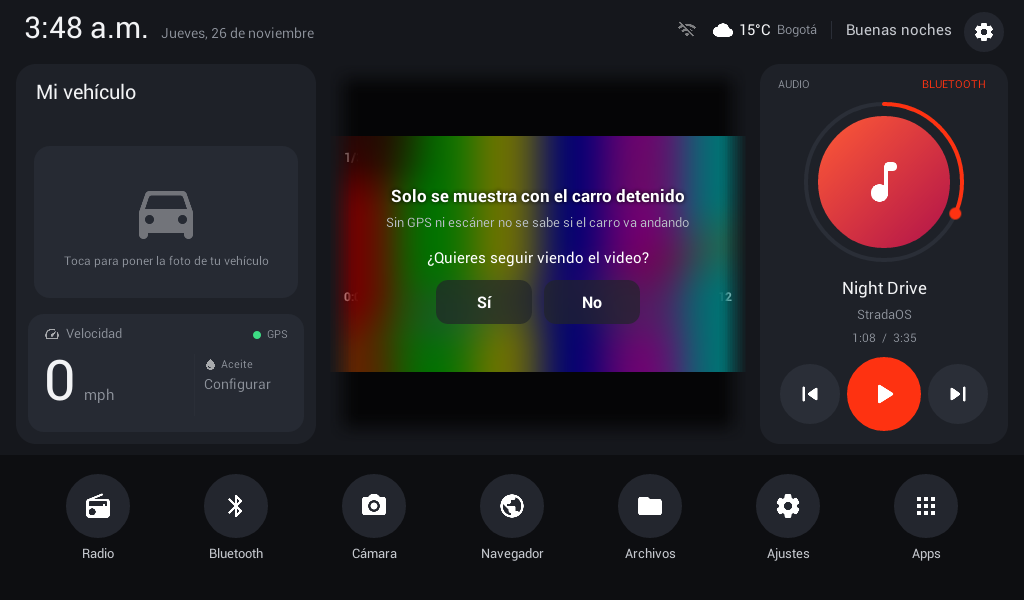 3:48 a.m.
Jueves, 26 de noviembre
15°C Bogotá
Buenas noches
Mi vehículo
Toca para poner la foto de tu vehículo
Velocidad
GPS
0 mph
Aceite
Configurar
1/
Solo se muestra con el carro detenido
Sin GPS ni escáner no se sabe si el carro va andando
¿Quieres seguir viendo el video?
0:
12
Sí
No
AUDIO
BLUETOOTH
Night Drive
StradaOS
1:08 / 3:35
Radio
Bluetooth
Cámara
Navegador
Archivos
Ajustes
Apps